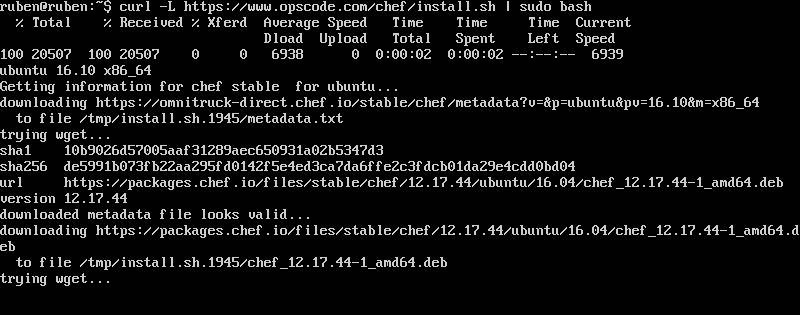 ruben@ruben:~$ curl -L https://www.opscode.com/chef/install.sh | sudo bash
% Total % Received % Xferd Average Speed Time Time Time Current
Dload Upload Total Spent Left Speed
100 20507 100 20507 0 0 6938 0 0:00:02 0:00:02 --:--:-- 6939
ubuntu 16.10 x86_64
Getting information for chef stable for ubuntu...
downloading https://omnitruck-direct.chef.io/stable/chef/metadata?v=&p=ubuntu&pv=16.10&m=x86_64
to file /tmp/install.sh.1945/metadata.txt
trying wget...
sha1 10b9026d57005aaf31289aec650931a02b5347d3
sha256 de5991b073fb22aa295fd0142f5e4ed3ca7da6ffe2c3fdcb01da29e4cdd0bd04
url https://packages.chef.io/files/stable/chef/12.17.44/ubuntu/16.04/chef_12.17.44-1_amd64.deb
version 12.17.44
downloaded metadata file looks valid...
downloading https://packages.chef.io/files/stable/chef/12.17.44/ubuntu/16.04/chef_12.17.44-1_amd64.d
eb
to file /tmp/install.sh.1945/chef_12.17.44-1_amd64.deb
trying wget...